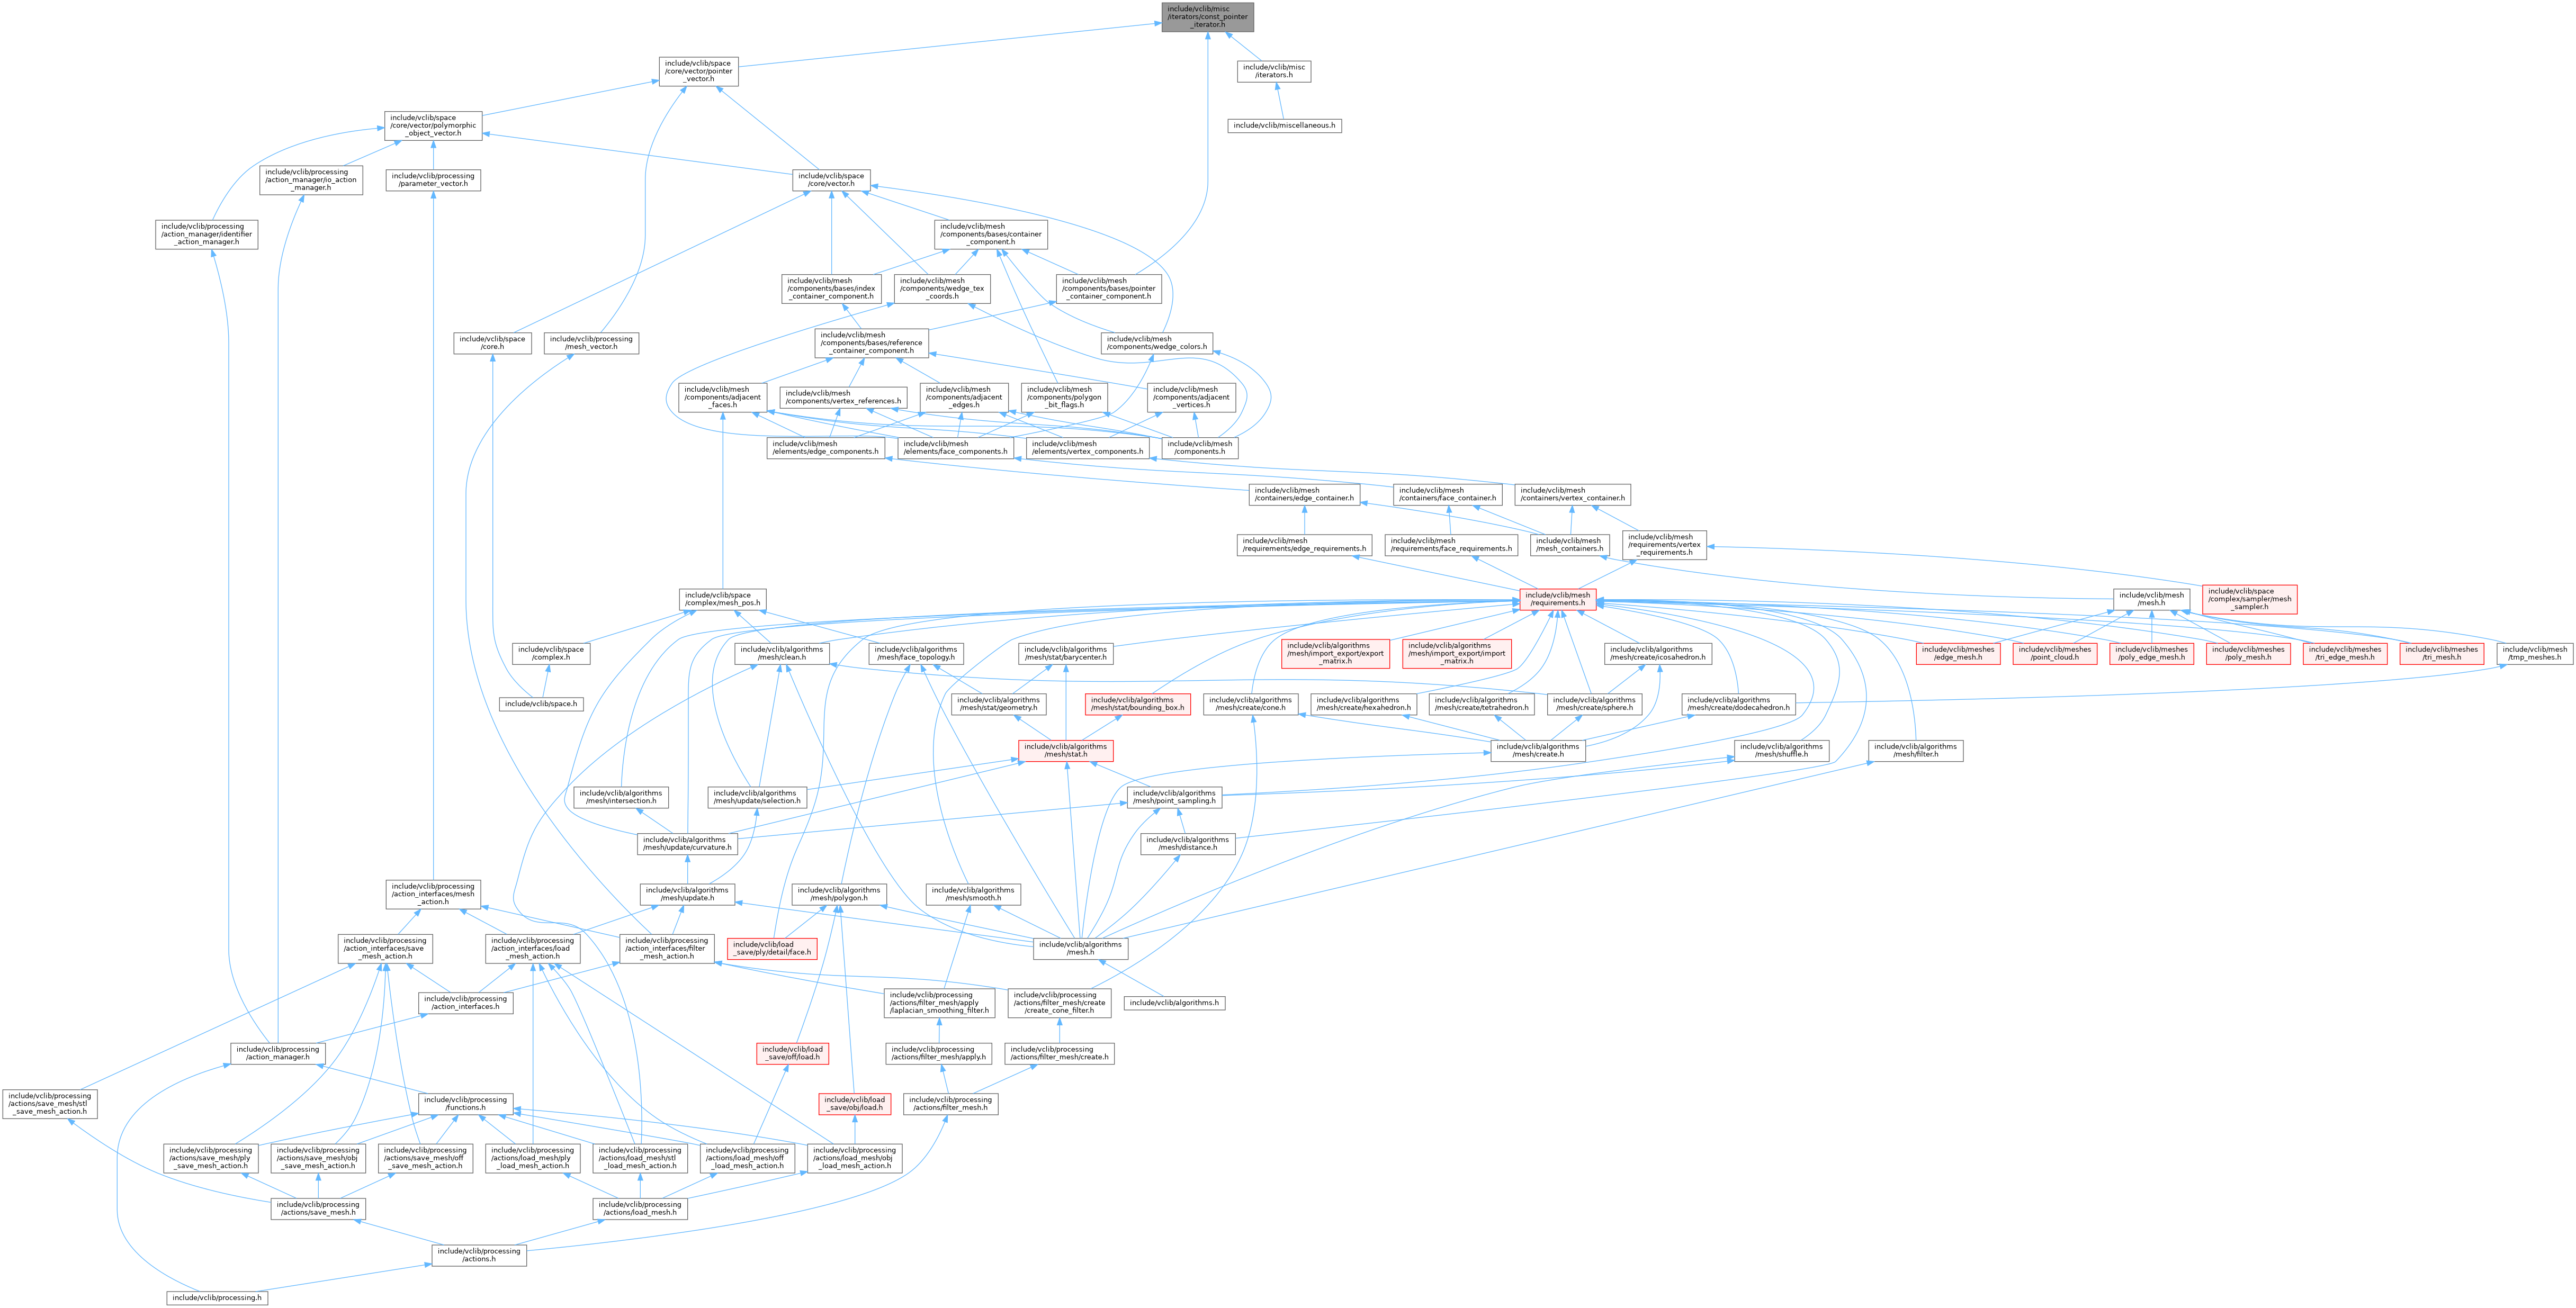 include/vclib/misc
/iterators/const_pointer
_iterator.h
include/vclib/space
/core/vector/pointer
_vector.h
include/vclib/misc
/iterators.h
include/vclib/space
/core/vector/polymorphic
_object_vector.h
include/vclib/miscellaneous.h
include/vclib/processing
/action_manager/io_action
_manager.h
include/vclib/processing
/parameter_vector.h
include/vclib/space
/core/vector.h
include/vclib/processing
/action_manager/identifier
_action_manager.h
include/vclib/mesh
/components/bases/container
_component.h
include/vclib/mesh
/components/bases/index
_container_component.h
include/vclib/mesh
/components/wedge_tex
_coords.h
include/vclib/mesh
/components/bases/pointer
_container_component.h
include/vclib/space
/core.h
include/vclib/processing
/mesh_vector.h
include/vclib/mesh
/components/bases/reference
_container_component.h
include/vclib/mesh
/components/wedge_colors.h
include/vclib/mesh
/components/adjacent
_faces.h
include/vclib/mesh
/components/vertex_references.h
include/vclib/mesh
/components/adjacent
_edges.h
include/vclib/mesh
/components/polygon
_bit_flags.h
include/vclib/mesh
/components/adjacent
_vertices.h
include/vclib/mesh
/elements/edge_components.h
include/vclib/mesh
/elements/face_components.h
include/vclib/mesh
/elements/vertex_components.h
include/vclib/mesh
/components.h
include/vclib/mesh
/containers/edge_container.h
include/vclib/mesh
/containers/face_container.h
include/vclib/mesh
/containers/vertex_container.h
include/vclib/mesh
/requirements/edge_requirements.h
include/vclib/mesh
/requirements/face_requirements.h
include/vclib/mesh
/mesh_containers.h
include/vclib/mesh
/requirements/vertex
_requirements.h
include/vclib/space
/complex/mesh_pos.h
include/vclib/mesh
/requirements.h
include/vclib/mesh
/mesh.h
include/vclib/space
/complex/sampler/mesh
_sampler.h
include/vclib/space
/complex.h
include/vclib/algorithms
/mesh/clean.h
include/vclib/algorithms
/mesh/face_topology.h
include/vclib/algorithms
/mesh/stat/barycenter.h
include/vclib/algorithms
/mesh/import_export/export
_matrix.h
include/vclib/algorithms
/mesh/import_export/import
_matrix.h
include/vclib/algorithms
/mesh/create/icosahedron.h
include/vclib/meshes
/edge_mesh.h
include/vclib/meshes
/point_cloud.h
include/vclib/meshes
/poly_edge_mesh.h
include/vclib/meshes
/poly_mesh.h
include/vclib/meshes
/tri_edge_mesh.h
include/vclib/meshes
/tri_mesh.h
include/vclib/mesh
/tmp_meshes.h
include/vclib/space.h
include/vclib/algorithms
/mesh/stat/geometry.h
include/vclib/algorithms
/mesh/stat/bounding_box.h
include/vclib/algorithms
/mesh/create/cone.h
include/vclib/algorithms
/mesh/create/hexahedron.h
include/vclib/algorithms
/mesh/create/tetrahedron.h
include/vclib/algorithms
/mesh/create/sphere.h
include/vclib/algorithms
/mesh/create/dodecahedron.h
include/vclib/algorithms
/mesh/stat.h
include/vclib/algorithms
/mesh/create.h
include/vclib/algorithms
/mesh/shuffle.h
include/vclib/algorithms
/mesh/filter.h
include/vclib/algorithms
/mesh/intersection.h
include/vclib/algorithms
/mesh/update/selection.h
include/vclib/algorithms
/mesh/point_sampling.h
include/vclib/algorithms
/mesh/update/curvature.h
include/vclib/algorithms
/mesh/distance.h
include/vclib/processing
/action_interfaces/mesh
_action.h
include/vclib/algorithms
/mesh/update.h
include/vclib/algorithms
/mesh/polygon.h
include/vclib/algorithms
/mesh/smooth.h
include/vclib/processing
/action_interfaces/save
_mesh_action.h
include/vclib/processing
/action_interfaces/load
_mesh_action.h
include/vclib/processing
/action_interfaces/filter
_mesh_action.h
include/vclib/load
_save/ply/detail/face.h
include/vclib/algorithms
/mesh.h
include/vclib/processing
/action_interfaces.h
include/vclib/processing
/actions/filter_mesh/apply
/laplacian_smoothing_filter.h
include/vclib/processing
/actions/filter_mesh/create
/create_cone_filter.h
include/vclib/algorithms.h
include/vclib/processing
/action_manager.h
include/vclib/load
_save/off/load.h
include/vclib/processing
/actions/filter_mesh/apply.h
include/vclib/processing
/actions/filter_mesh/create.h
include/vclib/processing
/actions/save_mesh/stl
_save_mesh_action.h
include/vclib/processing
/functions.h
include/vclib/load
_save/obj/load.h
include/vclib/processing
/actions/filter_mesh.h
include/vclib/processing
/actions/save_mesh/ply
_save_mesh_action.h
include/vclib/processing
/actions/save_mesh/obj
_save_mesh_action.h
include/vclib/processing
/actions/save_mesh/off
_save_mesh_action.h
include/vclib/processing
/actions/load_mesh/ply
_load_mesh_action.h
include/vclib/processing
/actions/load_mesh/stl
_load_mesh_action.h
include/vclib/processing
/actions/load_mesh/off
_load_mesh_action.h
include/vclib/processing
/actions/load_mesh/obj
_load_mesh_action.h
include/vclib/processing
/actions/save_mesh.h
include/vclib/processing
/actions/load_mesh.h
include/vclib/processing
/actions.h
include/vclib/processing.h